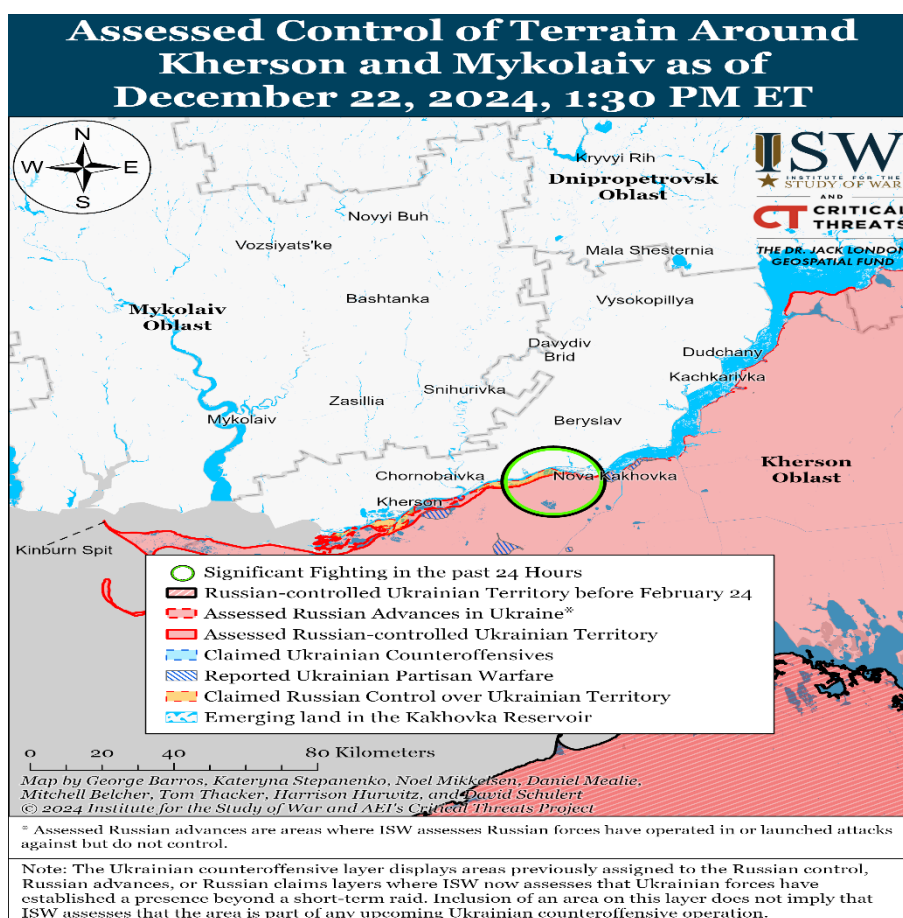 Assessed Control of Terrain Around
Kherson and Mykolaiv as of
December 22, 2024, 1:30 PM ET
N
W E
S
ISW
INSTITUTE FOR THE
STUDY OF WAR
AND
CT CRITICAL
THREATS
THE DR. JACK LONDON
GEOSPATIAL FUND
Kryvyi Rih
Dnipropetrovsk
Oblast
Novyi Buh
Vozsiyats'ke
Mala Shesternia
Bashtanka
Vysokopillya
Mykolaiv
Oblast
Davydiv
Brid
Dudchany
Kachkarivka
Snihurivka
Zasillia
Mykolaiv
Beryslav
Kherson
Oblast
Chornobaivka
Nova Kakhovka
Kherson
Kinburn Spit
Significant Fighting in the past 24 Hours
Russian-controlled Ukrainian Territory before February 24
Assessed Russian Advances in Ukraine*
Assessed Russian-controlled Ukrainian Territory
Claimed Ukrainian Counteroffensives
Reported Ukrainian Partisan Warfare
Claimed Russian Control over Ukrainian Territory
Emerging land in the Kakhovka Reservoir
0 20 40 80 Kilometers
Map by George Barros, Kateryna Stepanenko, Noel Mikkelsen, Daniel Mealie,
Mitchell Belcher, Tom Thacker, Harrison Hurwitz, and David Schulert
© 2024 Institute for the Study of War and AEI's Critical Threats Project
* Assessed Russian advances are areas where ISW assesses Russian forces have operated in or launched attacks
against but do not control.
Note: The Ukrainian counteroffensive layer displays areas previously assigned to the Russian control,
Russian advances, or Russian claims layers where ISW now assesses that Ukrainian forces have
established a presence beyond a short-term raid. Inclusion of an area on this layer does not imply that
ISW assesses that the area is part of any upcoming Ukrainian counteroffensive operation.